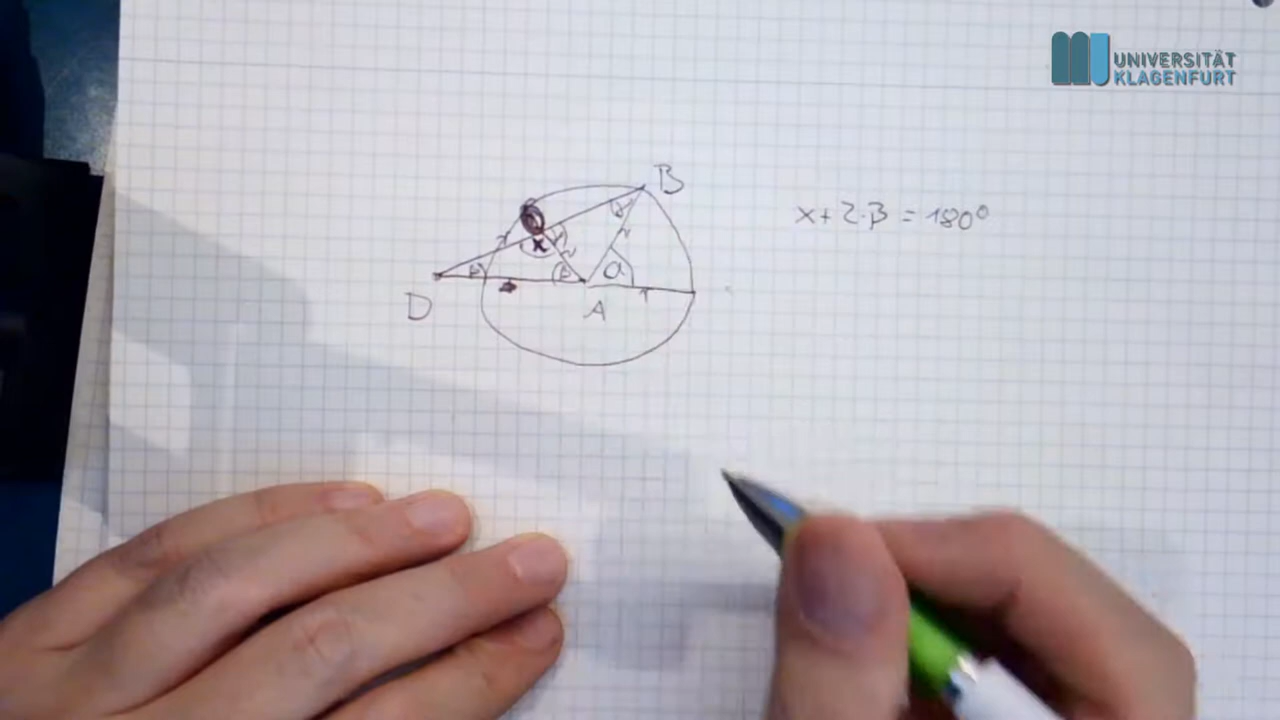 UNIVERSITÄT
KLAGENFURT
B
x + 2·β = 180°
x
α
D
A